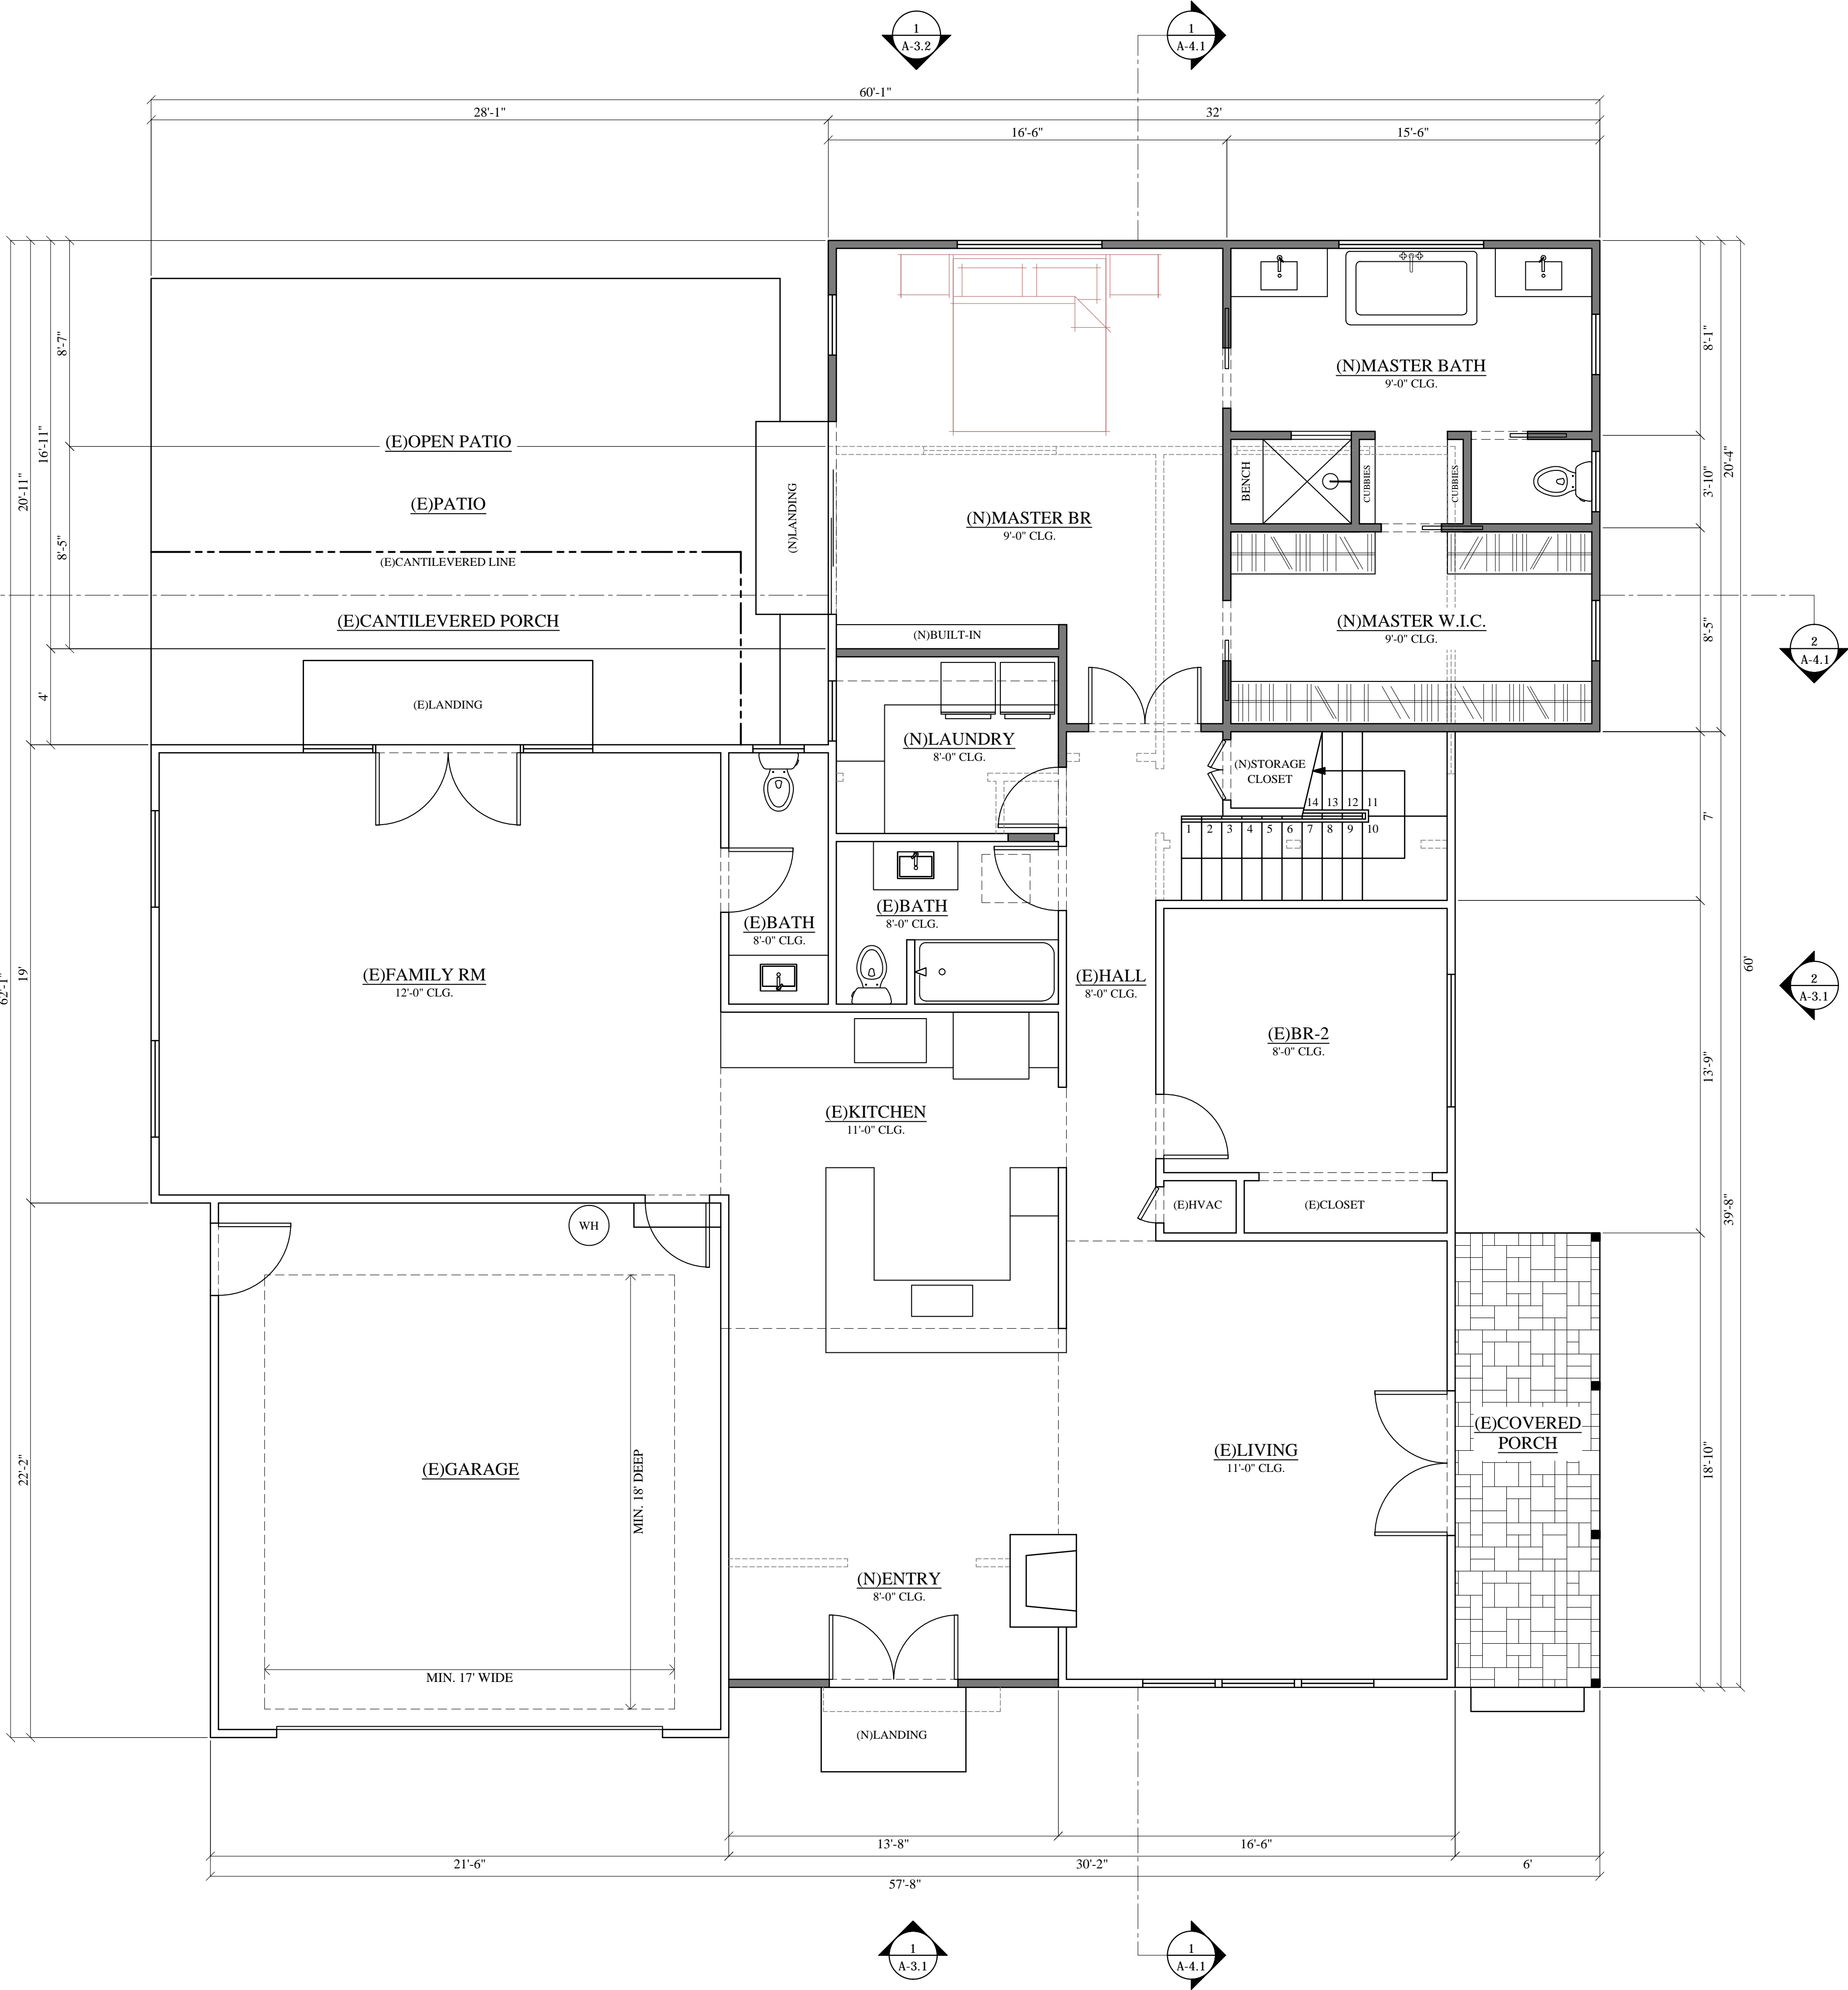 1
A-3.2
1
A-4.1
60'-1"
28'-1"
32'
16'-6"
15'-6"
8'-7"
16'-11"
20'-11"
8'-5"
4'
19'
62'-1"
22'-2"
(E)OPEN PATIO
(E)PATIO
(E)CANTILEVERED LINE
(E)CANTILEVERED PORCH
(E)LANDING
(N)LANDING
(N)MASTER BR
9'-0" CLG.
(N)BUILT-IN
(N)MASTER BATH
9'-0" CLG.
BENCH
CUBBIES
CUBBIES
(N)MASTER W.I.C.
9'-0" CLG.
8'-1"
3'-10"
20'-4"
8'-5"
2
A-4.1
(N)LAUNDRY
8'-0" CLG.
(N)STORAGE
CLOSET
14 13 12 11
1 2 3 4 5 6 7 8 9 10
7'
(E)BATH
8'-0" CLG.
(E)BATH
8'-0" CLG.
(E)FAMILY RM
12'-0" CLG.
(E)HALL
8'-0" CLG.
(E)BR-2
8'-0" CLG.
13'-9"
60'
39'-8"
2
A-3.1
(E)KITCHEN
11'-0" CLG.
(E)HVAC
(E)CLOSET
WH
(E)GARAGE
MIN. 18' DEEP
MIN. 17' WIDE
(E)LIVING
11'-0" CLG.
(E)COVERED
PORCH
18'-10"
(N)ENTRY
8'-0" CLG.
(N)LANDING
13'-8"
16'-6"
21'-6"
30'-2"
6'
57'-8"
1
A-3.1
1
A-4.1